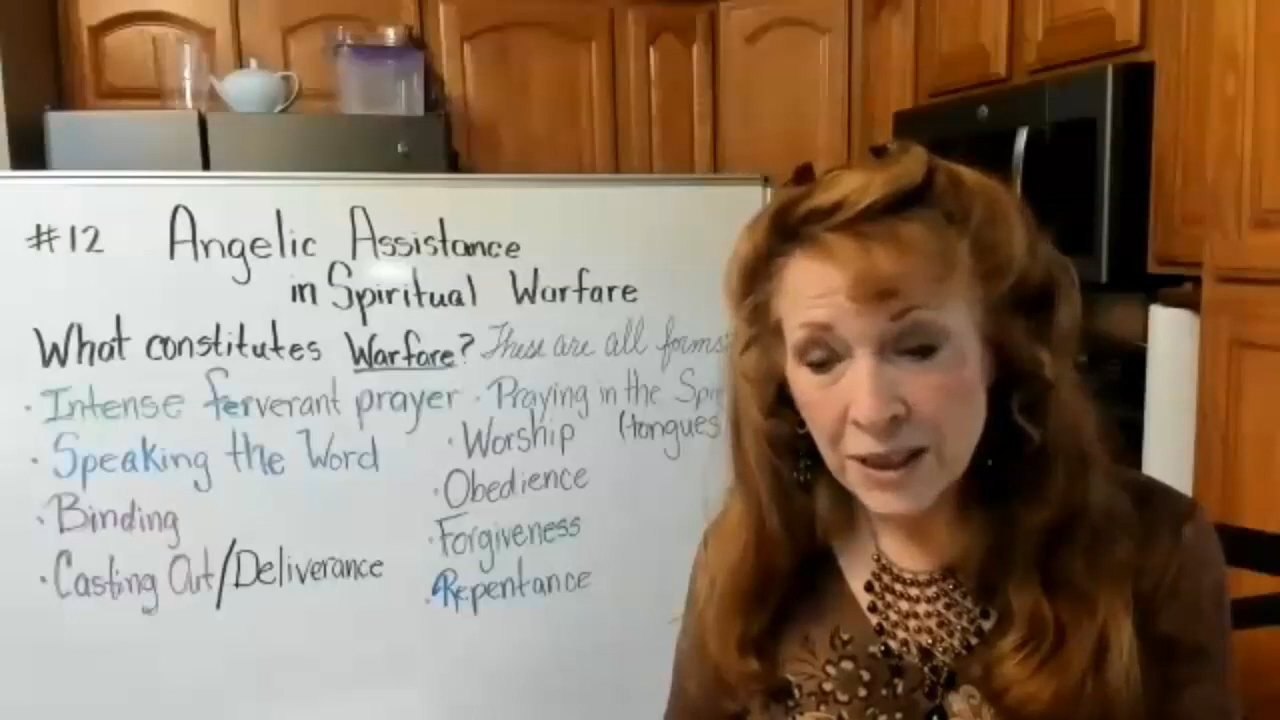 #12 Angelic Assistance
in Spiritual Warfare
What constitutes Warfare? These are all forms
· Intense ferverant prayer · Praying in the
· Speaking the Word · Worship (tongues
· Binding · Obedience
· Forgiveness
· Casting Out/Deliverance · Repentance